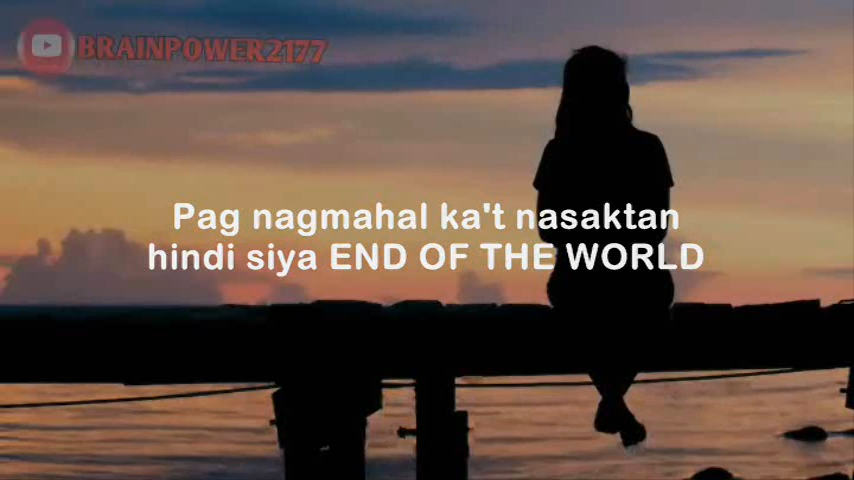 BRAINPOWER2177
Pag nagmahal ka't nasaktan
hindi siya END OF THE WORLD